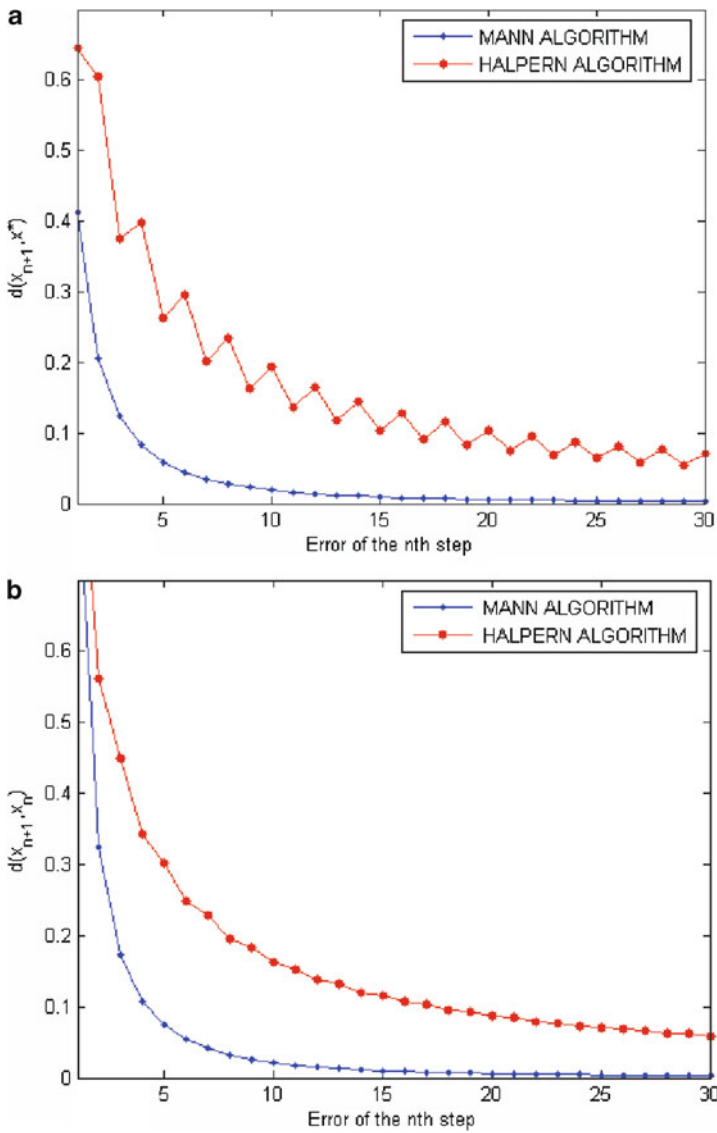 a
MANN ALGORITHM
HALPERN ALGORITHM
0.6
0.5
0.4
0.3
0.2
0.1
0
d(xn+1,x*)
5 10 15 20 25 30
Error of the nth step
b
MANN ALGORITHM
HALPERN ALGORITHM
0.6
0.5
0.4
0.3
0.2
0.1
0
d(xn+1,xn)
5 10 15 20 25 30
Error of the nth step